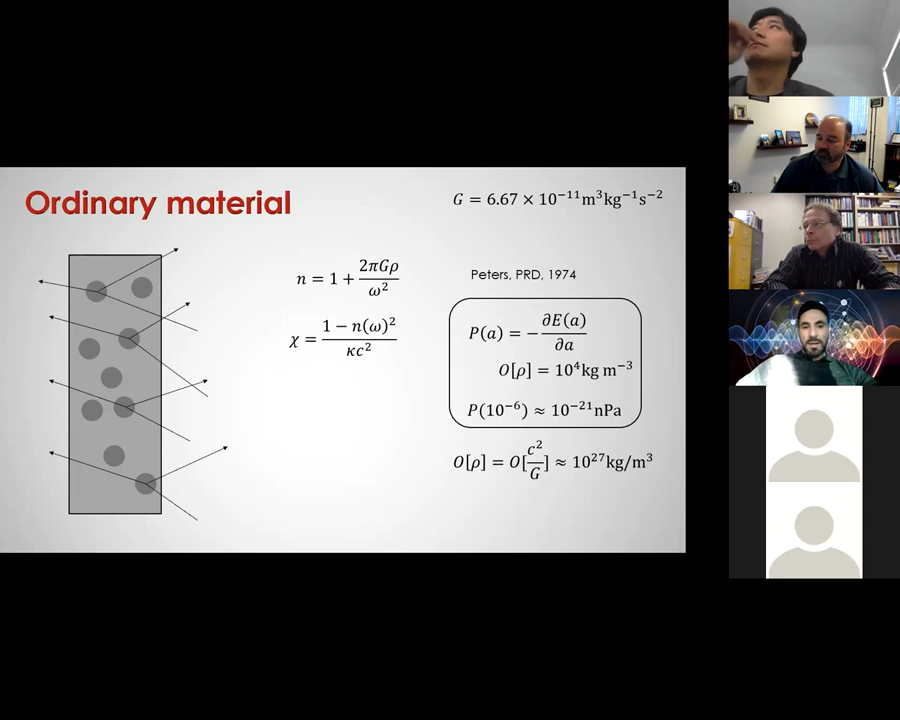 Ordinary material
G = 6.67 × 10⁻¹¹m³kg⁻¹s⁻²
n = 1 + 2πGρ/ω²
Peters, PRD, 1974
χ = 1 − n(ω)²/κc²
P(a) = −∂E(a)/∂a
O[ρ] = 10⁴kg m⁻³
P(10⁻⁶) ≈ 10⁻²¹nPa
O[ρ] = O[c²/G] ≈ 10²⁷kg/m³